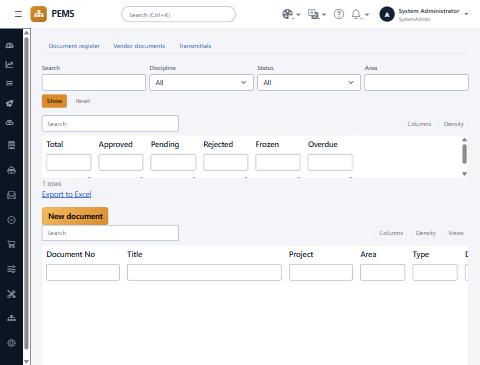 PEMS
Search (Ctrl+K)
System Administrator
SystemAdmin
A
Document register
Vendor documents
Transmittals
Search
Discipline
Status
Area
All
All
Show
Reset
Search
Columns
Density
Total
Approved
Pending
Rejected
Frozen
Overdue
1 rows
Export to Excel
New document
Search
Columns
Density
Views
Document No
Title
Project
Area
Type